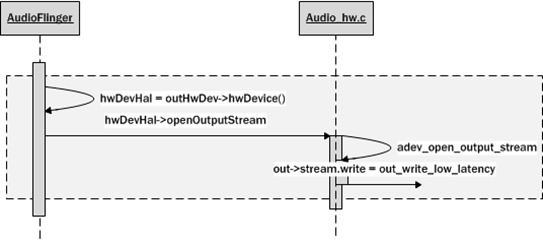 AudioFlinger
Audio_hw.c
hwDevHal = outHwDev->hwDevice()
hwDevHal->openOutputStream
adev_open_output_stream
out->stream.write = out_write_low_latency